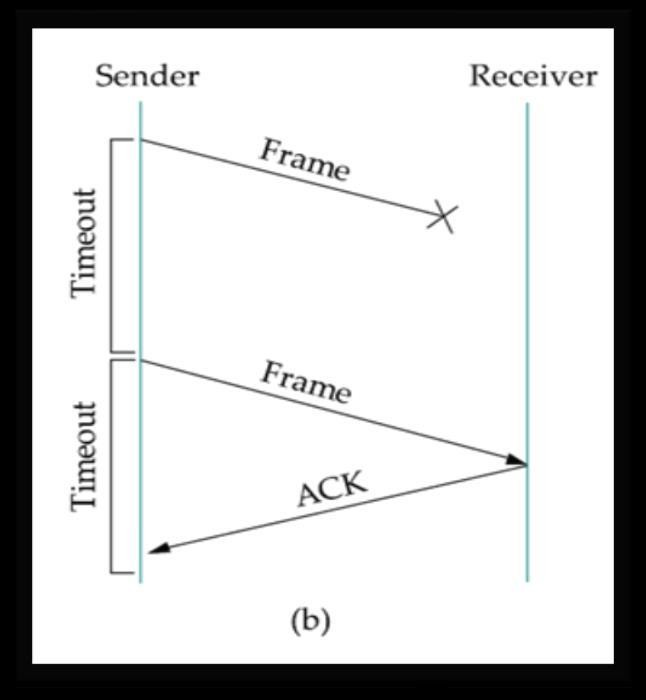 Sender
Receiver
Frame
Timeout
Frame
Timeout
ACK
(b)